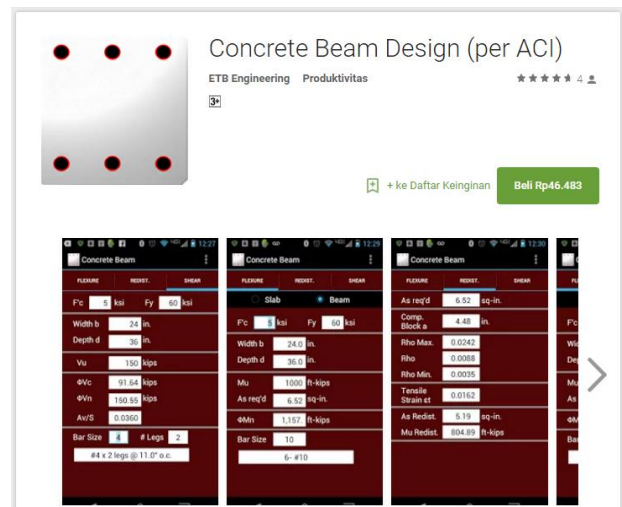 Concrete Beam Design (per ACI)
ETB Engineering Produktivitas 4
3+
+ ke Daftar Keinginan Beli Rp46.483
12:27
Concrete Beam
FLEXURE REDIST. SHEAR
F'c 5 ksi Fy 60 ksi
Width b 24 in.
Depth d 36 in.
Vu 150 kips
ΦVc 91.64 kips
ΦVn 150.55 kips
Av/S 0.0360
Bar Size 4 # Legs 2
#4 x 2 legs @ 11.0" o.c.
12:29
Concrete Beam
FLEXURE REDIST. SHEAR
Slab Beam
F'c 5 ksi Fy 60 ksi
Width b 24.0 in.
Depth d 36.0 in.
Mu 1000 ft-kips
As req'd 6.52 sq-in.
ΦMn 1,157. ft-kips
Bar Size 10
6- #10
12:30
Concrete Beam
FLEXURE REDIST. SHEAR
As req'd 6.52 sq-in.
Comp.
Block a 4.48 in.
Rho Max. 0.0242
Rho 0.0088
Rho Min. 0.0035
Tensile
Strain εt 0.0162
As Redist. 5.19 sq-in.
Mu Redist. 804.89 ft-kips